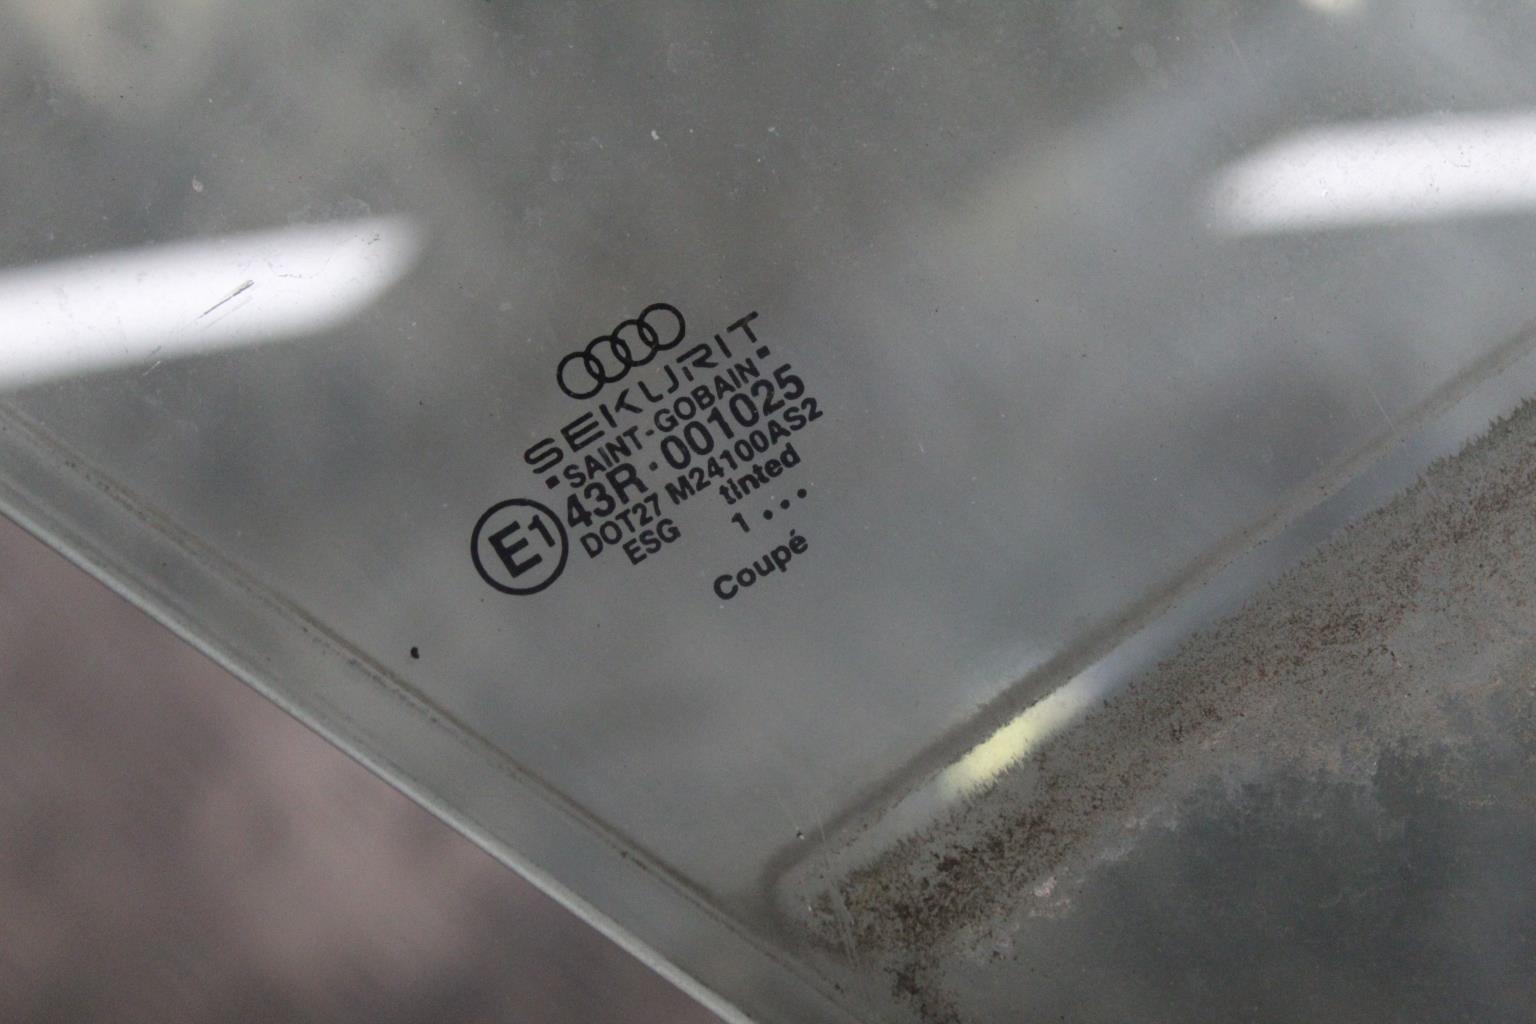 SEKURIT
·SAINT-GOBAIN·
E1 43R·001025
DOT27 M24100AS2
ESG tinted
1...
Coupé